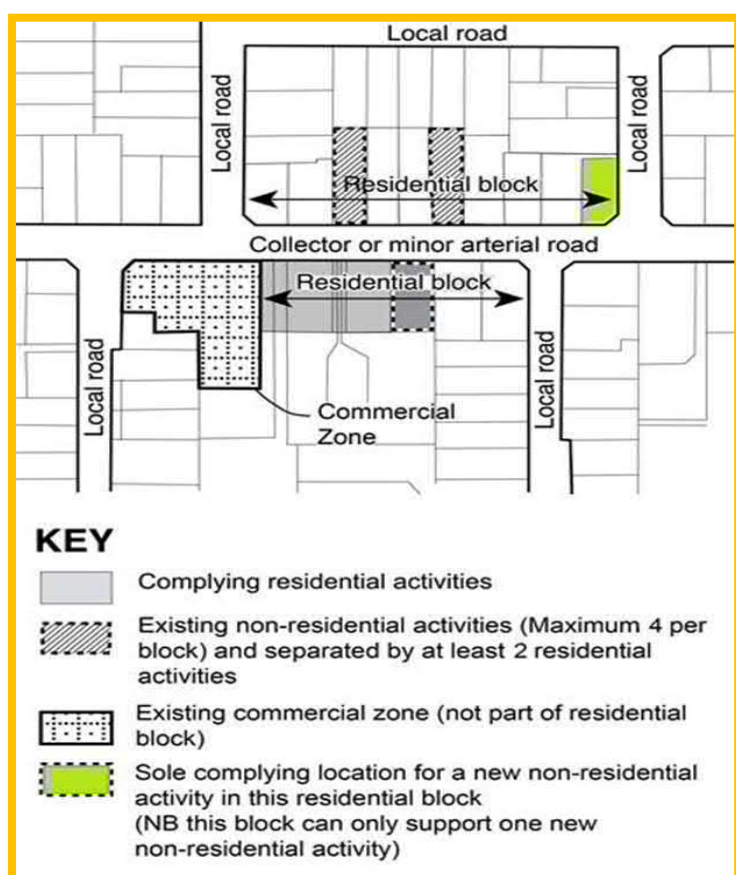 Local road
Local road
Local road
Residential block
Collector or minor arterial road
Residential block
Local road
Local road
Commercial
Zone
KEY
Complying residential activities
Existing non-residential activities (Maximum 4 per
block) and separated by at least 2 residential
activities
Existing commercial zone (not part of residential
block)
Sole complying location for a new non-residential
activity in this residential block
(NB this block can only support one new
non-residential activity)